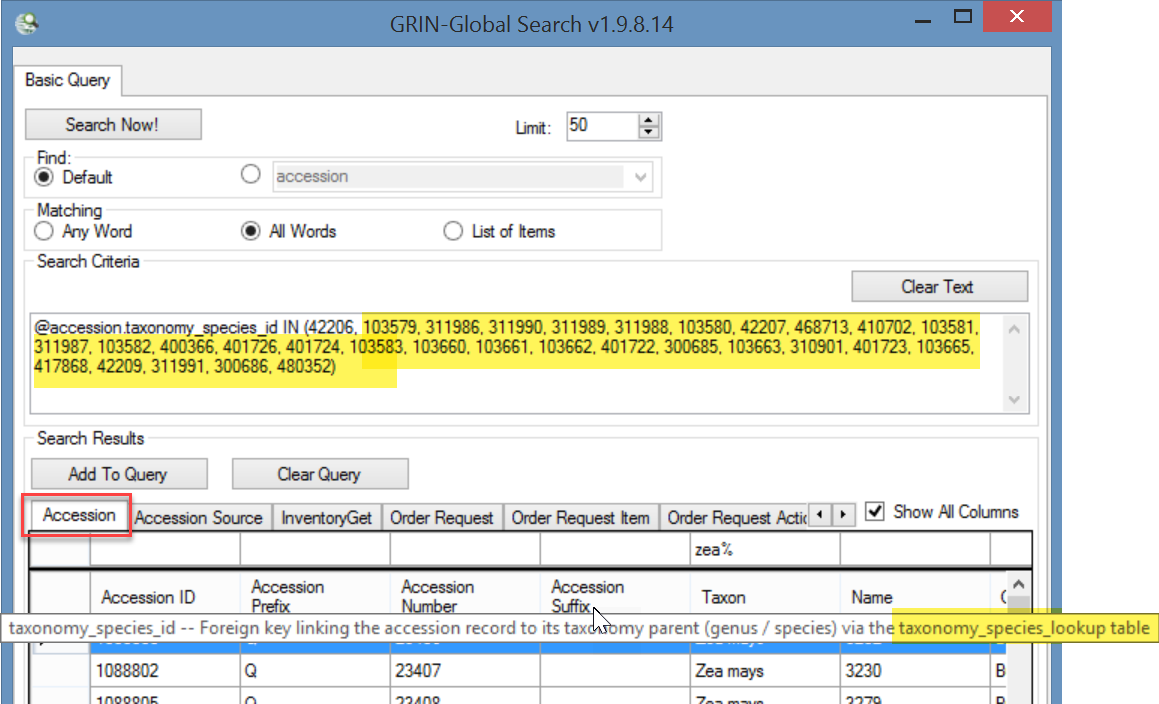 GRIN-Global Search v1.9.8.14
Basic Query
Search Now!
Limit: 50
Find:
Default
accession
Matching
Any Word
All Words
List of Items
Search Criteria
Clear Text
@accession.taxonomy_species_id IN (42206, 103579, 311986, 311990, 311989, 311988, 103580, 42207, 468713, 410702, 103581,
311987, 103582, 400366, 401726, 401724, 103583, 103660, 103661, 103662, 401722, 300685, 103663, 310901, 401723, 103665,
417868, 42209, 311991, 300686, 480352)
Search Results
Add To Query
Clear Query
Accession
Accession Source
InventoryGet
Order Request
Order Request Item
Order Request Actic
Show All Columns
zea%
Accession ID
Accession Prefix
Accession Number
Accession Suffix
Taxon
Name
taxonomy_species_id -- Foreign key linking the accession record to its taxonomy parent (genus / species) via the taxonomy_species_lookup table
1088802 Q 23407 Zea mays 3230 B